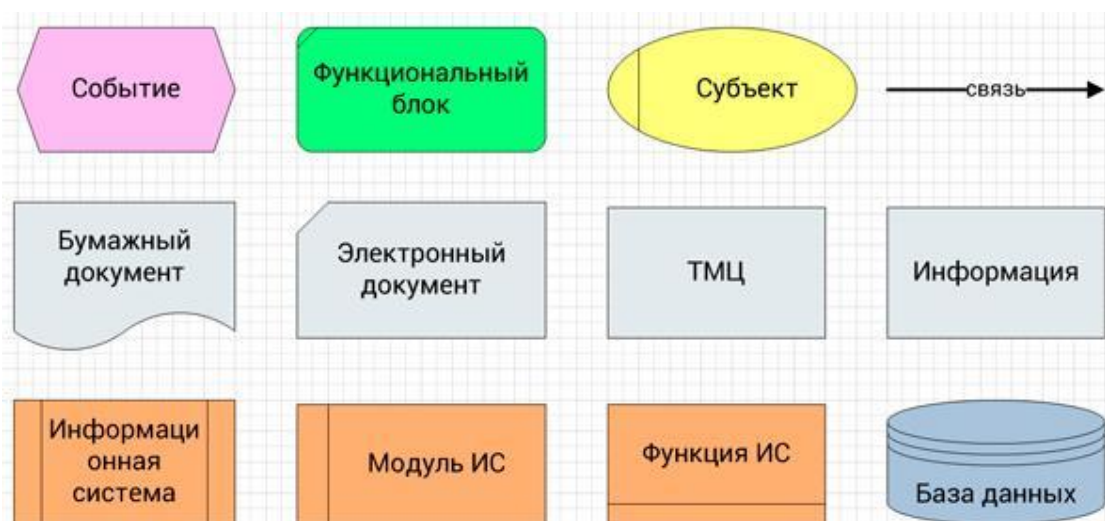 Событие
Функциональный
блок
Субъект
связь
Бумажный
документ
Электронный
документ
ТМЦ
Информация
Информаци
онная
система
Модуль ИС
Функция ИС
База данных